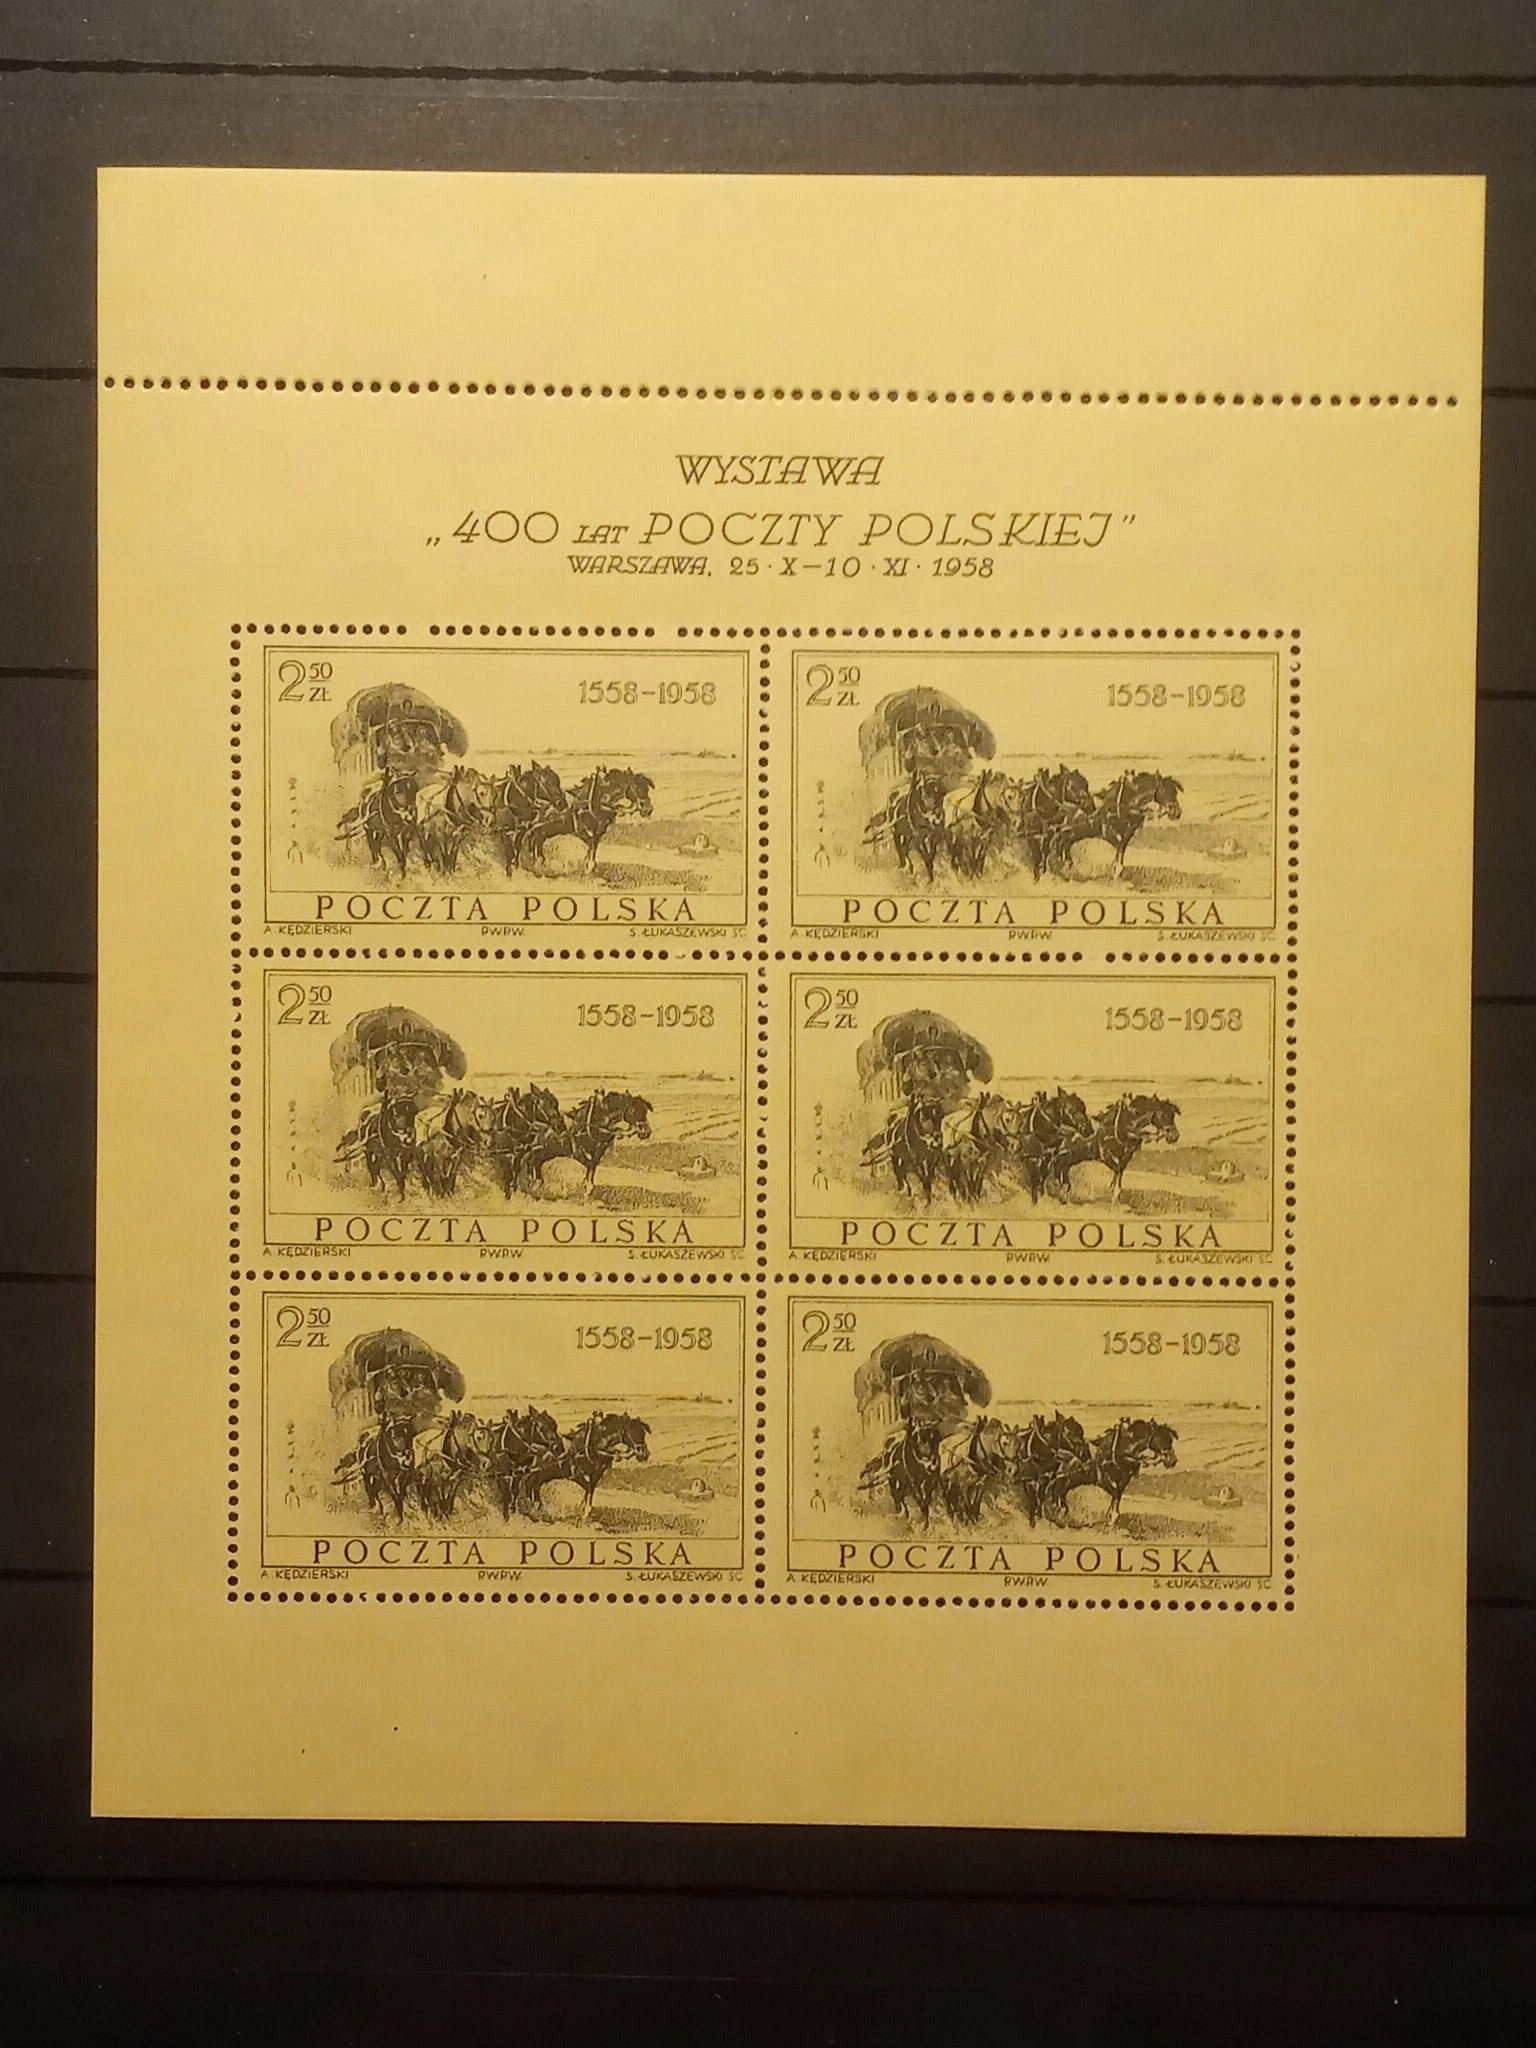 WYSTAWA
„400 LAT POCZTY POLSKIEJ”
WARSZAWA, 25·X–10·XI·1958
2 50 ZŁ 1558–1958
POCZTA POLSKA
A. KĘDZIERSKI PWPW. S. ŁUKASZEWSKI SC.
2 50 ZŁ 1558–1958
POCZTA POLSKA
A. KĘDZIERSKI PWPW. S. ŁUKASZEWSKI SC.
2 50 ZŁ 1558–1958
POCZTA POLSKA
A. KĘDZIERSKI PWPW. S. ŁUKASZEWSKI SC.
2 50 ZŁ 1558–1958
POCZTA POLSKA
A. KĘDZIERSKI PWPW. S. ŁUKASZEWSKI SC.
2 50 ZŁ 1558–1958
POCZTA POLSKA
A. KĘDZIERSKI PWPW. S. ŁUKASZEWSKI SC.
2 50 ZŁ 1558–1958
POCZTA POLSKA
A. KĘDZIERSKI PWPW. S. ŁUKASZEWSKI SC.